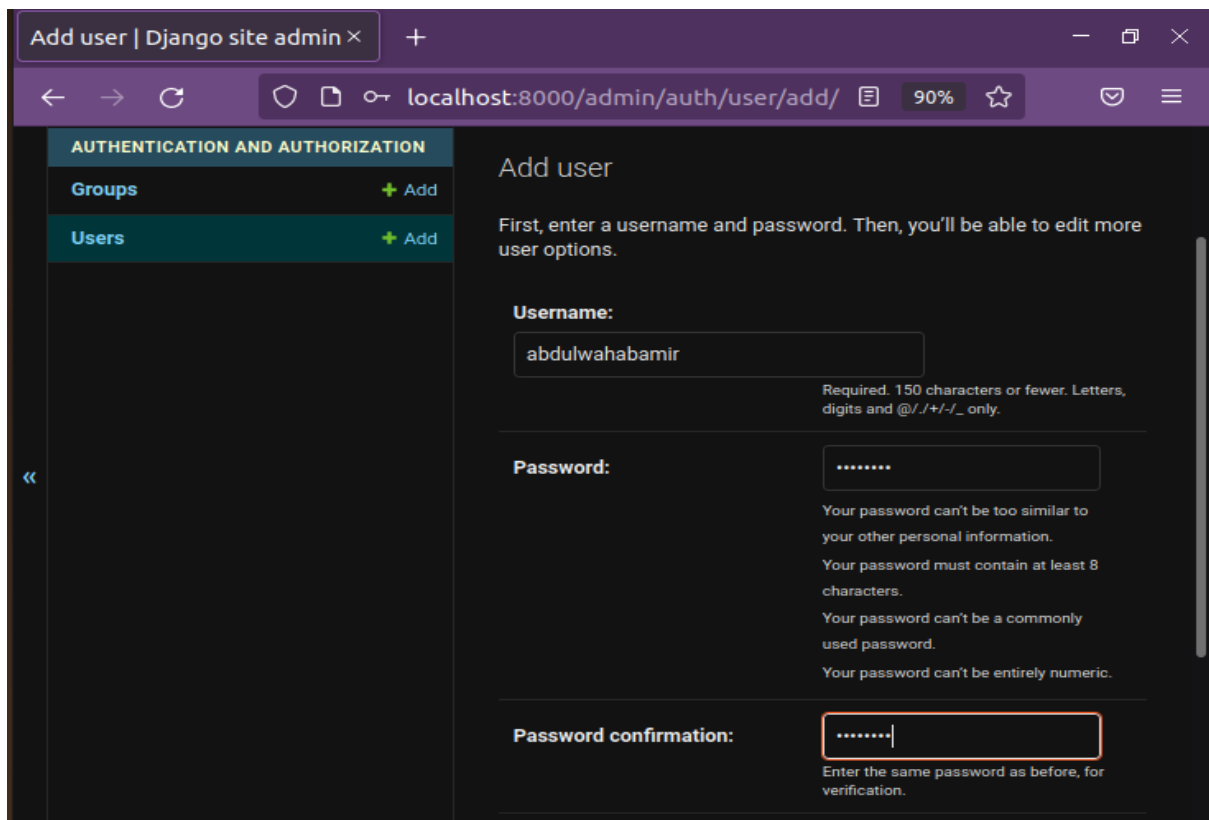 Add user | Django site admin ×
+
localhost:8000/admin/auth/user/add/
90%
AUTHENTICATION AND AUTHORIZATION
Groups + Add
Users + Add
«
Add user
First, enter a username and password. Then, you’ll be able to edit more
user options.
Username:
abdulwahabamir
Required. 150 characters or fewer. Letters,
digits and @/./+/-/_ only.
Password:
••••••••
Your password can’t be too similar to
your other personal information.
Your password must contain at least 8
characters.
Your password can’t be a commonly
used password.
Your password can’t be entirely numeric.
Password confirmation:
••••••••
Enter the same password as before, for
verification.